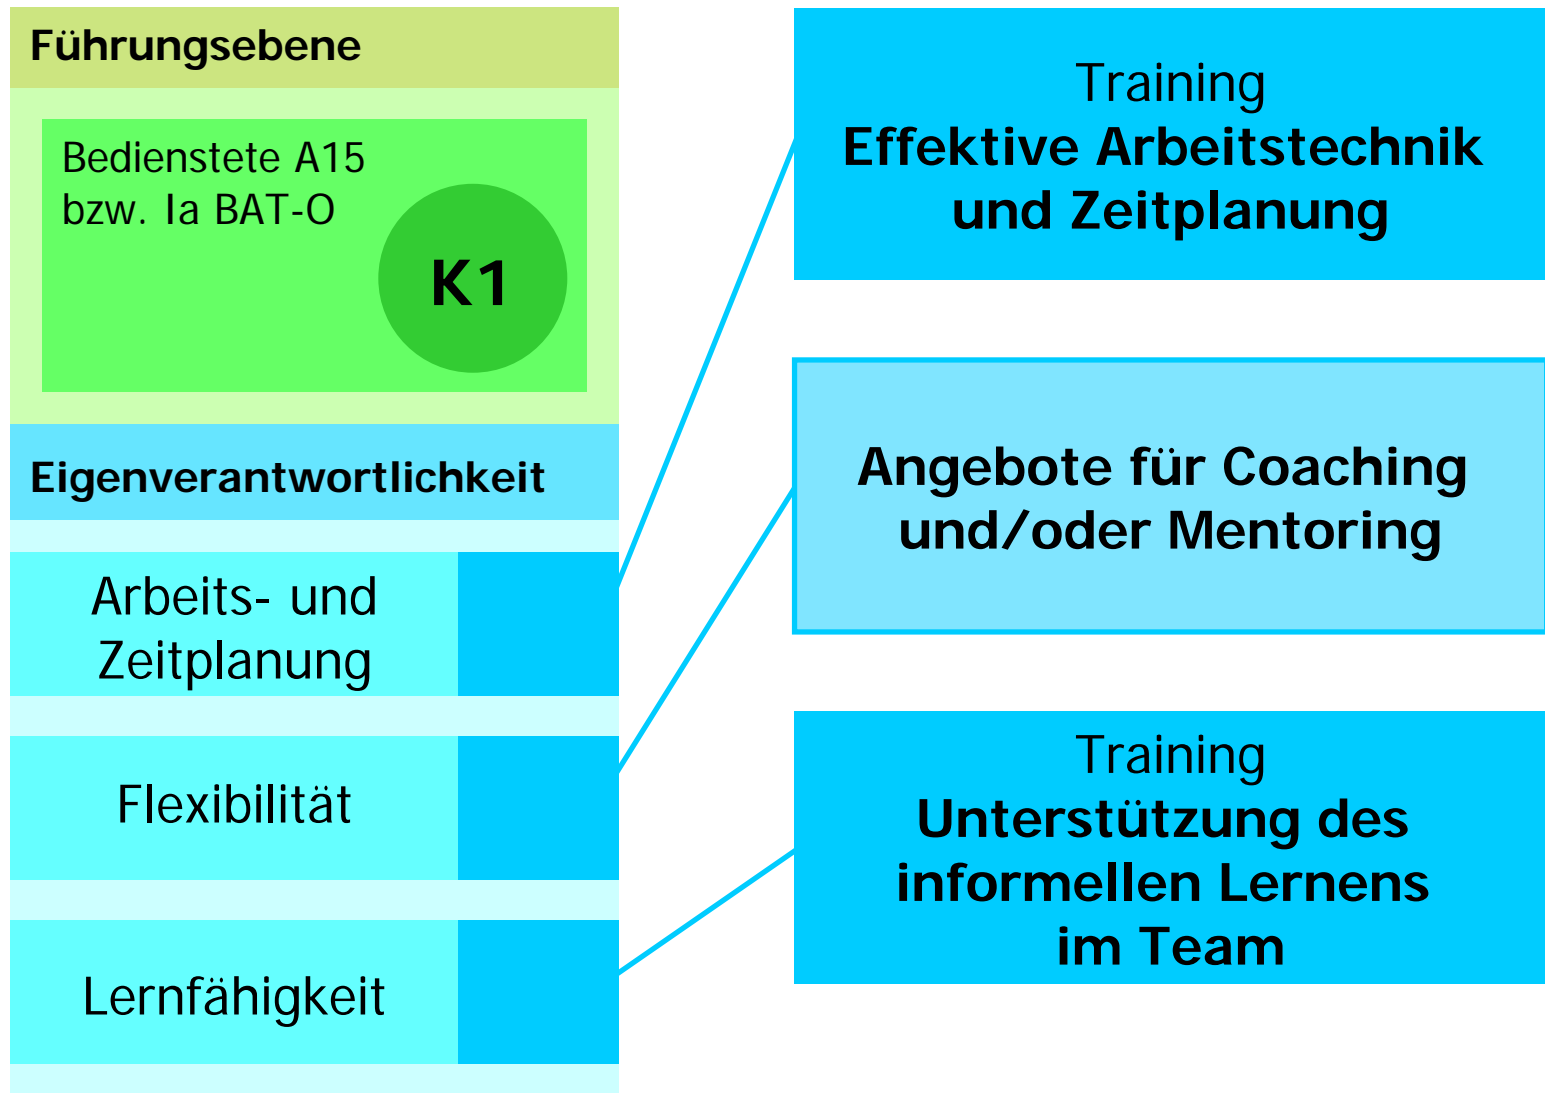 Führungsebene
Bedienstete A15
bzw. Ia BAT-O
K1
Eigenverantwortlichkeit
Arbeits- und
Zeitplanung
Flexibilität
Lernfähigkeit
Training
Effektive Arbeitstechnik
und Zeitplanung
Angebote für Coaching
und/oder Mentoring
Training
Unterstützung des
informellen Lernens
im Team